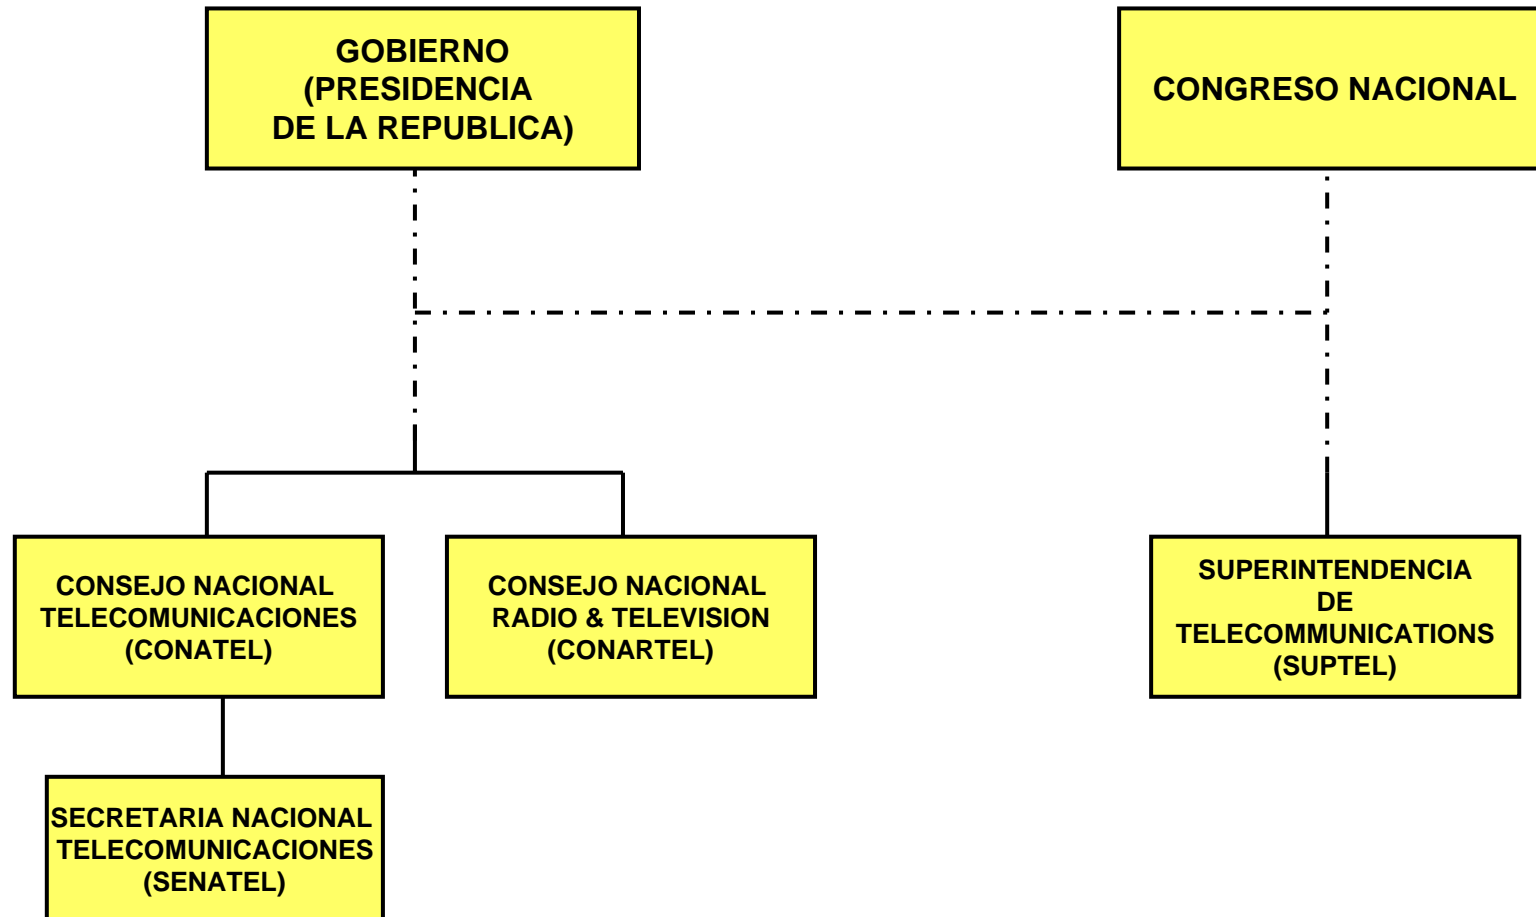 GOBIERNO
(PRESIDENCIA
DE LA REPUBLICA)
CONGRESO NACIONAL
CONSEJO NACIONAL
TELECOMUNICACIONES
(CONATEL)
CONSEJO NACIONAL
RADIO & TELEVISION
(CONARTEL)
SUPERINTENDENCIA
DE
TELECOMMUNICATIONS
(SUPTEL)
SECRETARIA NACIONAL
TELECOMUNICACIONES
(SENATEL)